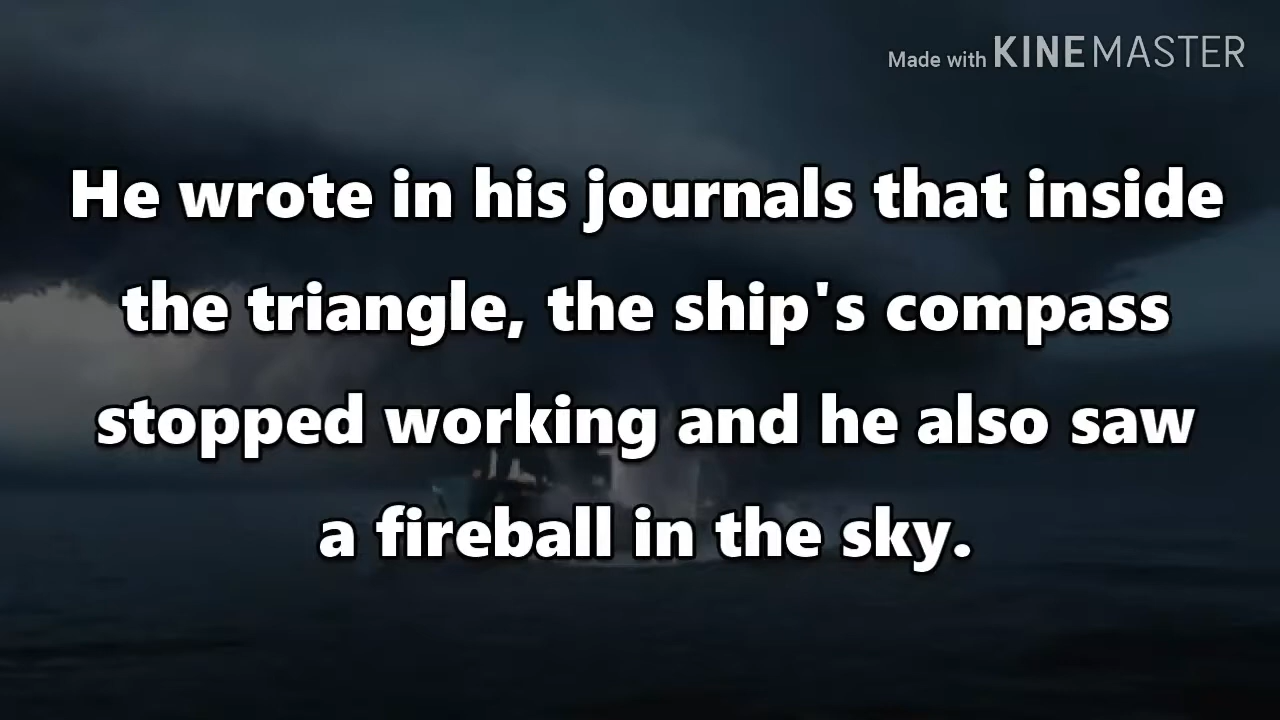 Made with KINEMASTER
He wrote in his journals that inside
the triangle, the ship's compass
stopped working and he also saw
a fireball in the sky.